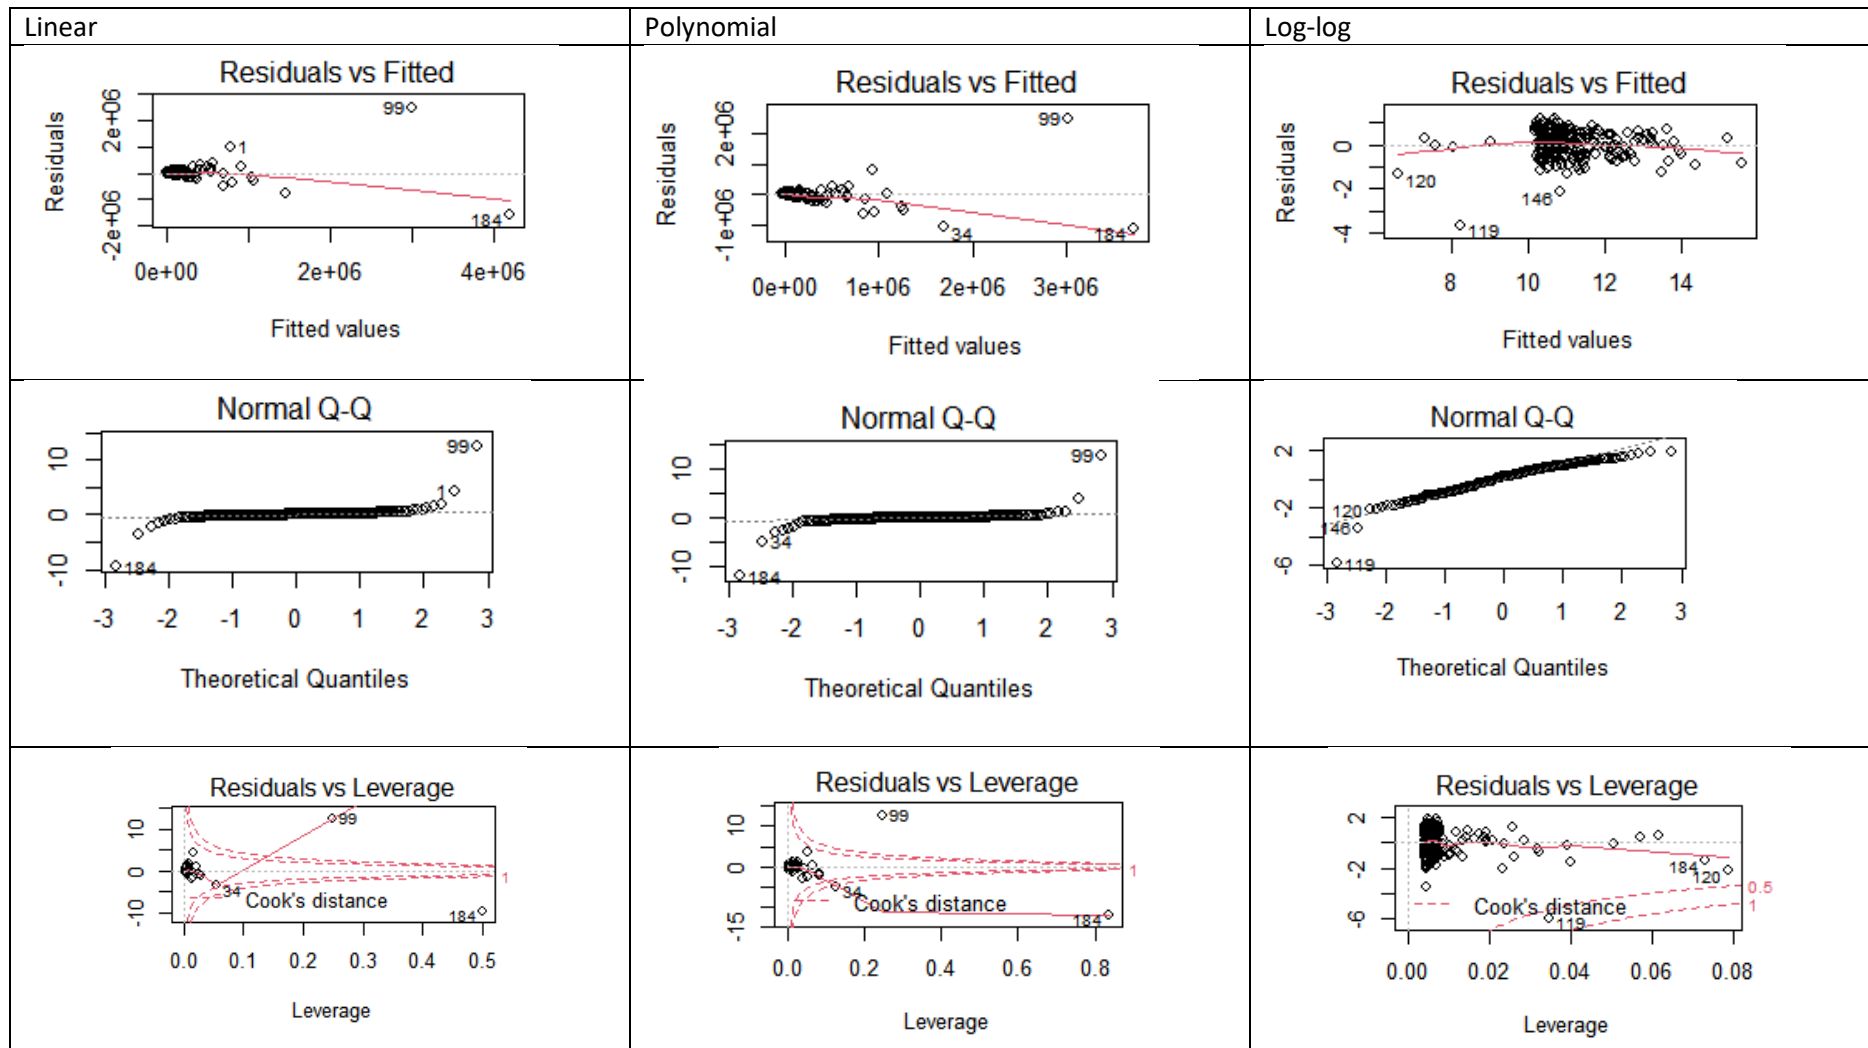 Linear
Polynomial
Log-log
Residuals vs Fitted
Residuals
2e+06
-2e+06
99
1
184
0e+00 2e+06 4e+06
Fitted values
Residuals vs Fitted
Residuals
2e+06
-1e+06
99
34
184
0e+00 1e+06 2e+06 3e+06
Fitted values
Residuals vs Fitted
Residuals
0
-2
-4
120
146
119
8 10 12 14
Fitted values
Normal Q-Q
10
0
-10
99
1
184
-3 -2 -1 0 1 2 3
Theoretical Quantiles
Normal Q-Q
10
0
-10
99
34
184
-3 -2 -1 0 1 2 3
Theoretical Quantiles
Normal Q-Q
2
-2
-6
120
146
119
-3 -2 -1 0 1 2 3
Theoretical Quantiles
Residuals vs Leverage
10
0
-10
99
1
34
Cook's distance
184
0.0 0.1 0.2 0.3 0.4 0.5
Leverage
Residuals vs Leverage
10
0
-15
99
1
34
Cook's distance
184
0.0 0.2 0.4 0.6 0.8
Leverage
Residuals vs Leverage
2
-2
-6
184
120
0.5
1
Cook's distance
119
0.00 0.02 0.04 0.06 0.08
Leverage